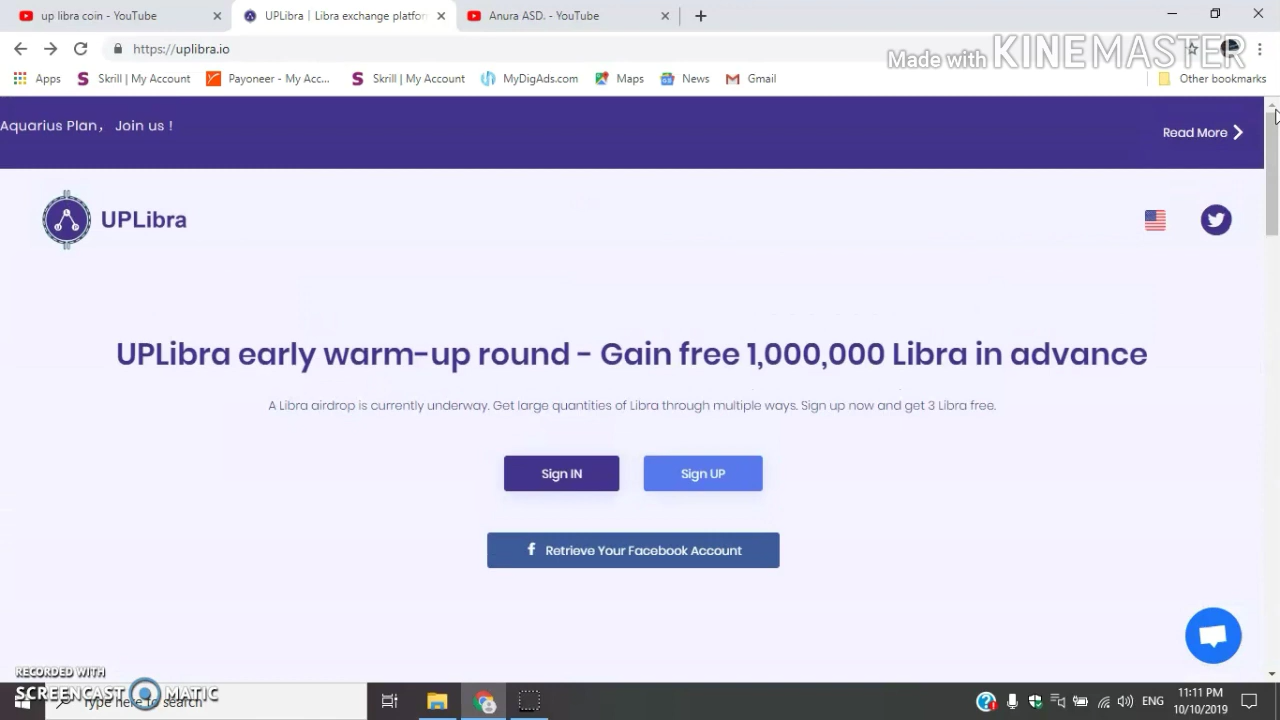 up libra coin - YouTube
UPLibra | Libra exchange platfor
Anura ASD. - YouTube
https://uplibra.io
Made with KINEMASTER
Apps
Skrill | My Account
Payoneer - My Acc...
Skrill | My Account
MyDigAds.com
Maps
News
Gmail
Other bookmarks
Aquarius Plan， Join us !
Read More
UPLibra
UPLibra early warm-up round - Gain free 1,000,000 Libra in advance
A Libra airdrop is currently underway. Get large quantities of Libra through multiple ways. Sign up now and get 3 Libra free.
Sign IN
Sign UP
f Retrieve Your Facebook Account
RECORDED WITH
SCREENCAST MATIC
Type here to search
ENG
11:11 PM
10/10/2019